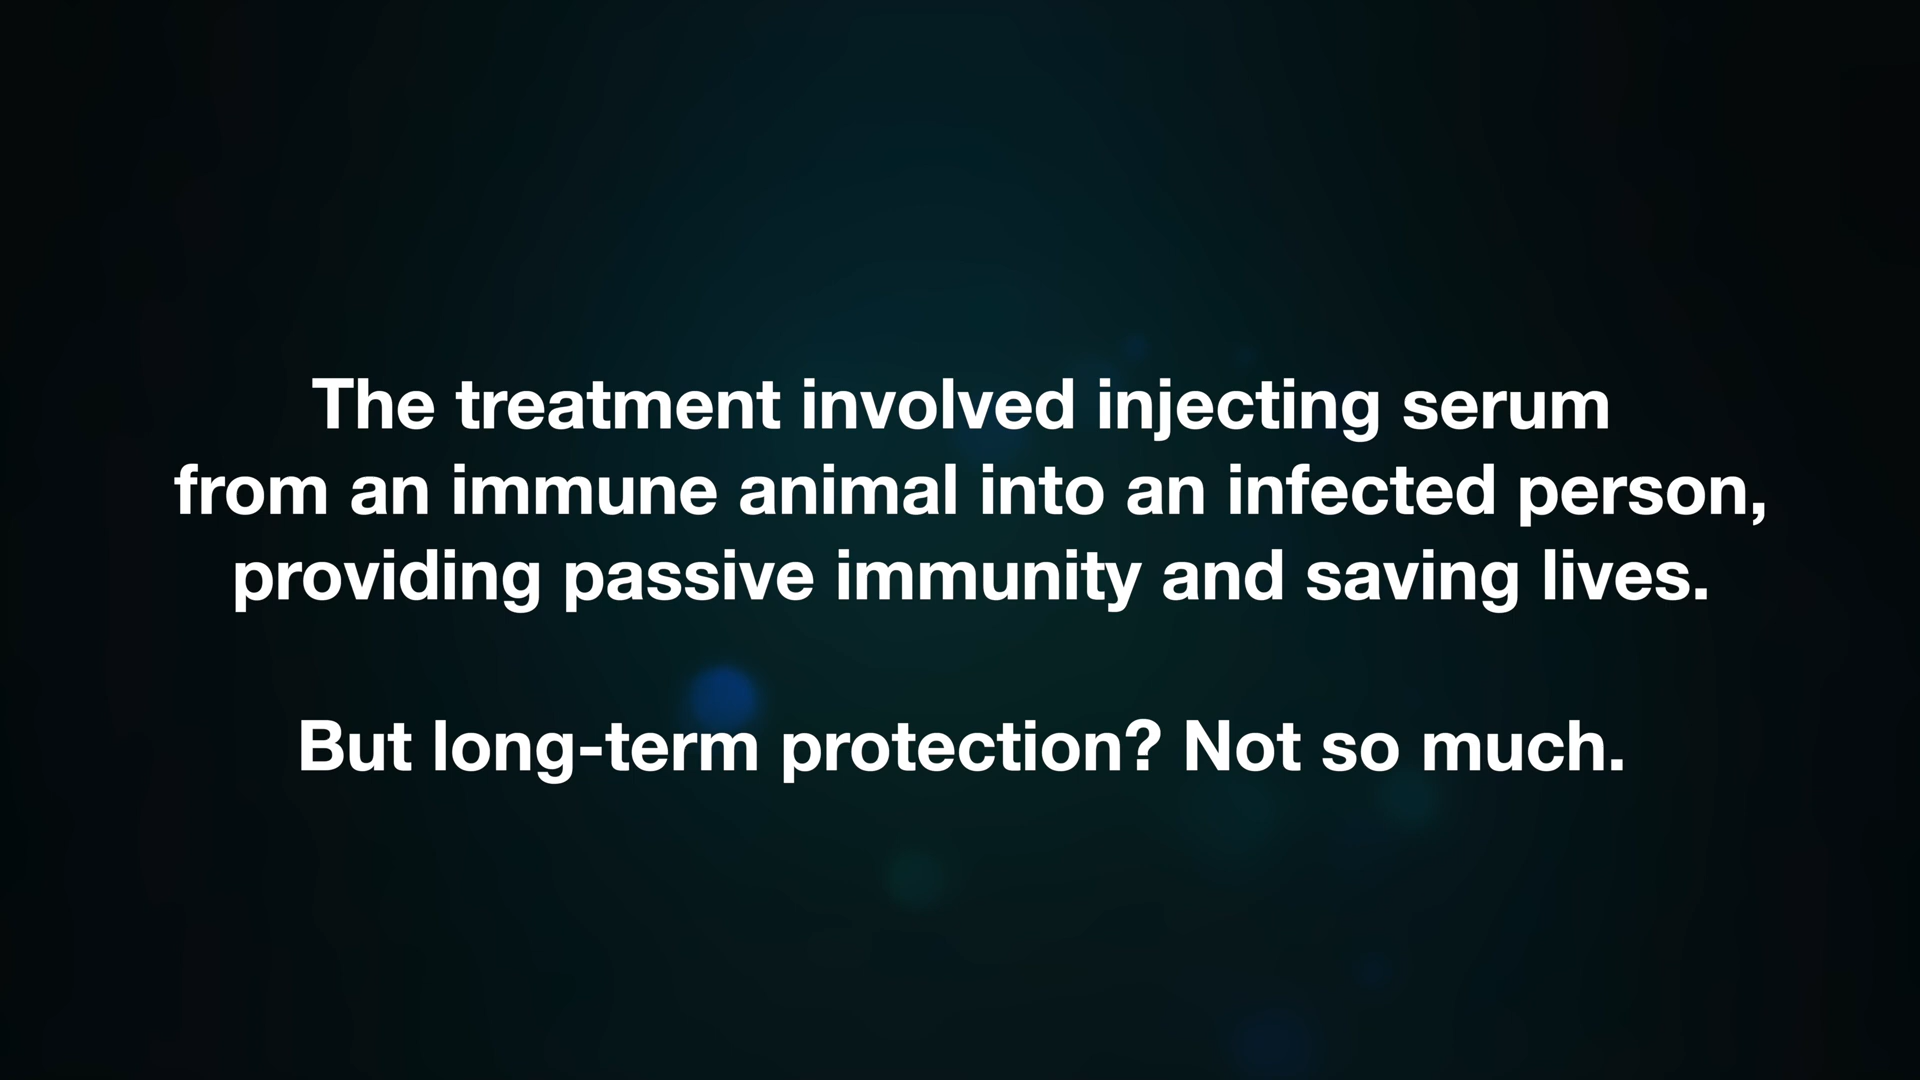 The treatment involved injecting serum
from an immune animal into an infected person,
providing passive immunity and saving lives.
But long-term protection? Not so much.